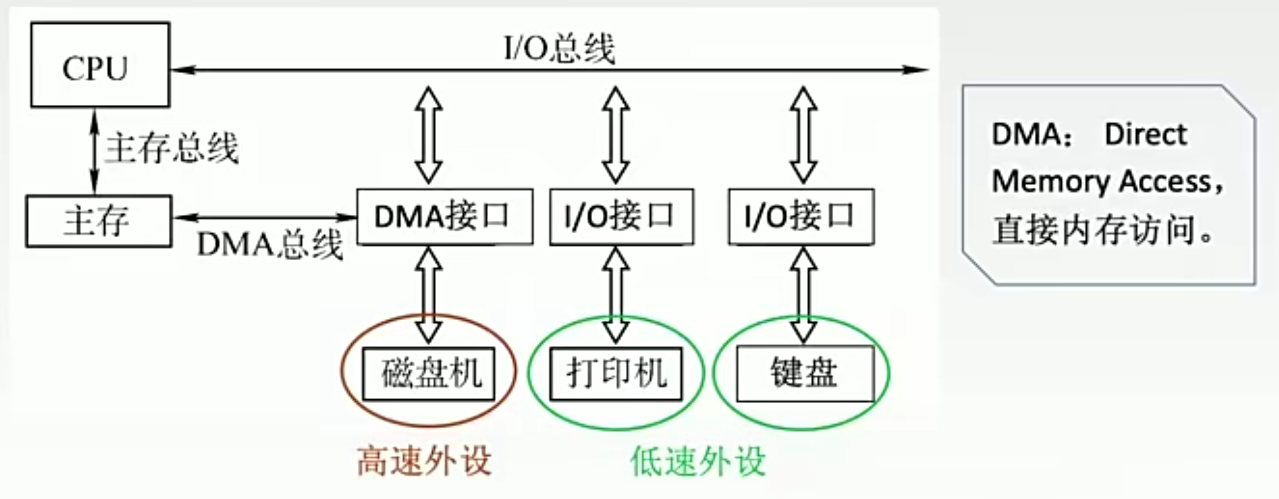 I/O总线
CPU
主存总线
主存
DMA总线
DMA接口
I/O接口
I/O接口
磁盘机
打印机
键盘
高速外设
低速外设
DMA： Direct
Memory Access，
直接内存访问。